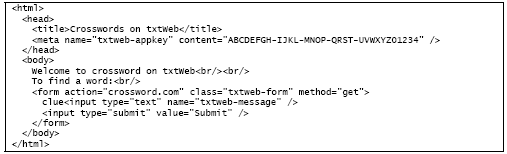 <html>
<head>
<title>Crosswords on txtWeb</title>
<meta name="txtweb-appkey" content="ABCDEFGH-IJKL-MNOP-QRST-UVWXYZ01234" />
</head>
<body>
Welcome to crossword on txtWeb<br/><br/>
To find a word:<br/>
<form action="crossword.com" class="txtweb-form" method="get">
clue<input type="text" name="txtweb-message" />
<input type="submit" value="Submit" />
</form>
</body>
</html>